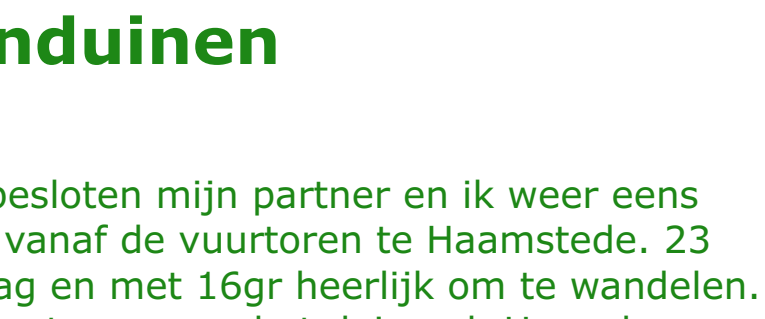 nduinen
besloten mijn partner en ik weer eens
vanaf de vuurtoren te Haamstede. 23
ag en met 16gr heerlijk om te wandelen.